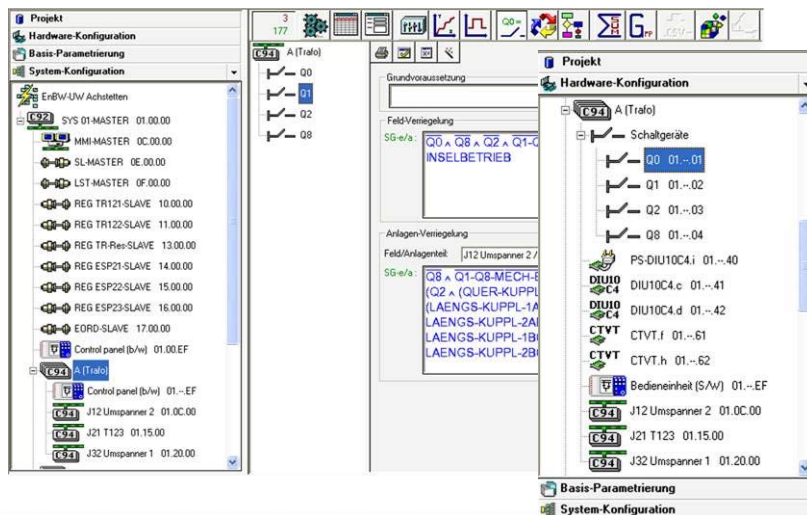 Projekt
Hardware-Konfiguration
Basis-Parametrierung
System-Konfiguration
EnBW-UW Achstetten
C92 SYS 01-MASTER 01.00.00
MMI-MASTER 0C.00.00
SL-MASTER 0E.00.00
LST-MASTER 0F.00.00
REG TR121-SLAVE 10.00.00
REG TR122-SLAVE 11.00.00
REG TR-Res-SLAVE 13.00.00
REG ESP21-SLAVE 14.00.00
REG ESP22-SLAVE 15.00.00
REG ESP23-SLAVE 16.00.00
EORD-SLAVE 17.00.00
Control panel (b/w) 01.00.EF
C94 A (Trafo)
Control panel (b/w) 01.--.EF
C94 J12 Umspanner 2 01.0C.00
C94 J21 T123 01.15.00
C94 J32 Umspanner 1 01.20.00
3
177
Q0=
C94 A (Trafo)
Q0
Q1
Q2
Q8
Grundvoraussetzung
Feld-Verriegelung
SG-e/a:
Q0 ∧ Q8 ∧ Q2 ∧ Q1-Q
INSELBETRIEB
Anlagen-Verriegelung
Feld/Anlagenteil: J12 Umspanner 2 /
SG-e/a:
Q8 ∧ Q1-Q8-MECH-E
(Q2 ∧ (QUER-KUPPL
(LAENGS-KUPPL-1A
LAENGS-KUPPL-2A
LAENGS-KUPPL-1B
LAENGS-KUPPL-2B
Projekt
Hardware-Konfiguration
C94 A (Trafo)
Schaltgeräte
Q0 01.--.01
Q1 01.--.02
Q2 01.--.03
Q8 01.--.04
PS-DIU10C4.i 01.--.40
DIU10 C4 DIU10C4.c 01.--.41
DIU10 C4 DIU10C4.d 01.--.42
CTVT CTVT.f 01.--.61
CTVT CTVT.h 01.--.62
Bedieneinheit (S/W) 01.--.EF
C94 J12 Umspanner 2 01.0C.00
C94 J21 T123 01.15.00
C94 J32 Umspanner 1 01.20.00
Basis-Parametrierung
System-Konfiguration